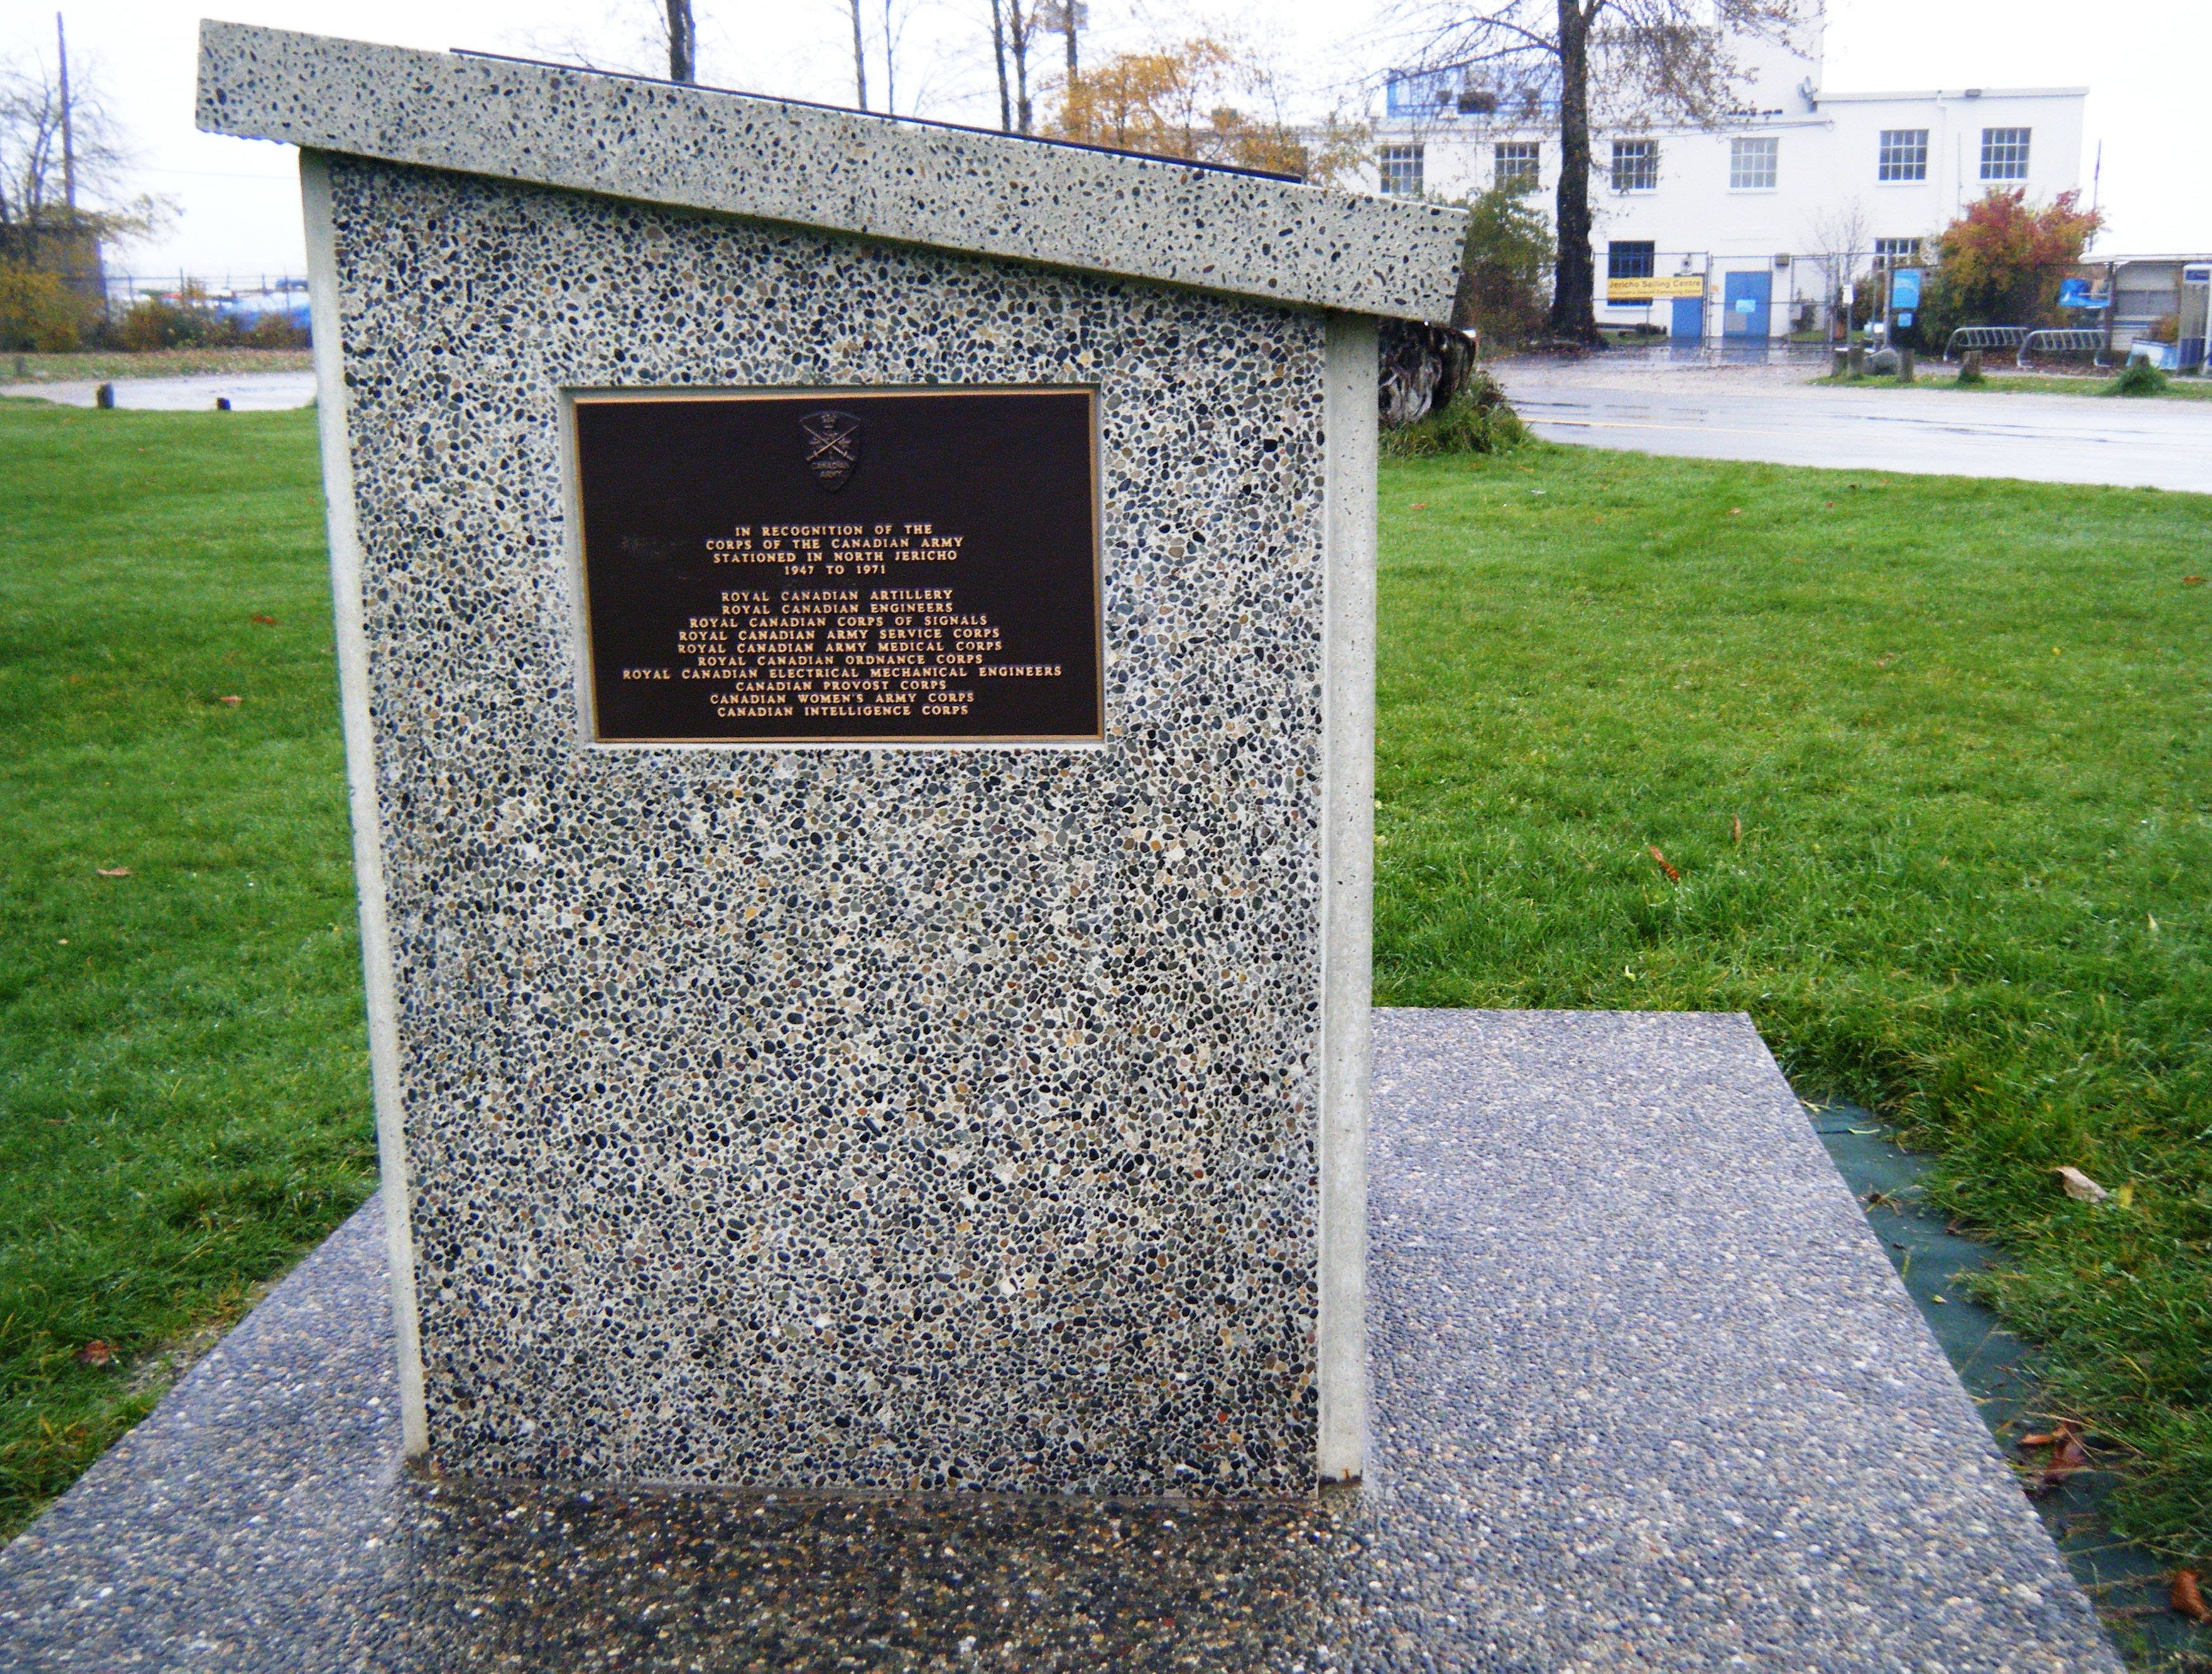 CANADIAN
ARMY
IN RECOGNITION OF THE
CORPS OF THE CANADIAN ARMY
STATIONED IN NORTH JERICHO
1947 TO 1971
ROYAL CANADIAN ARTILLERY
ROYAL CANADIAN ENGINEERS
ROYAL CANADIAN CORPS OF SIGNALS
ROYAL CANADIAN ARMY SERVICE CORPS
ROYAL CANADIAN ARMY MEDICAL CORPS
ROYAL CANADIAN ORDNANCE CORPS
ROYAL CANADIAN ELECTRICAL MECHANICAL ENGINEERS
CANADIAN PROVOST CORPS
CANADIAN WOMEN'S ARMY CORPS
CANADIAN INTELLIGENCE CORPS
Jericho Sailing Centre